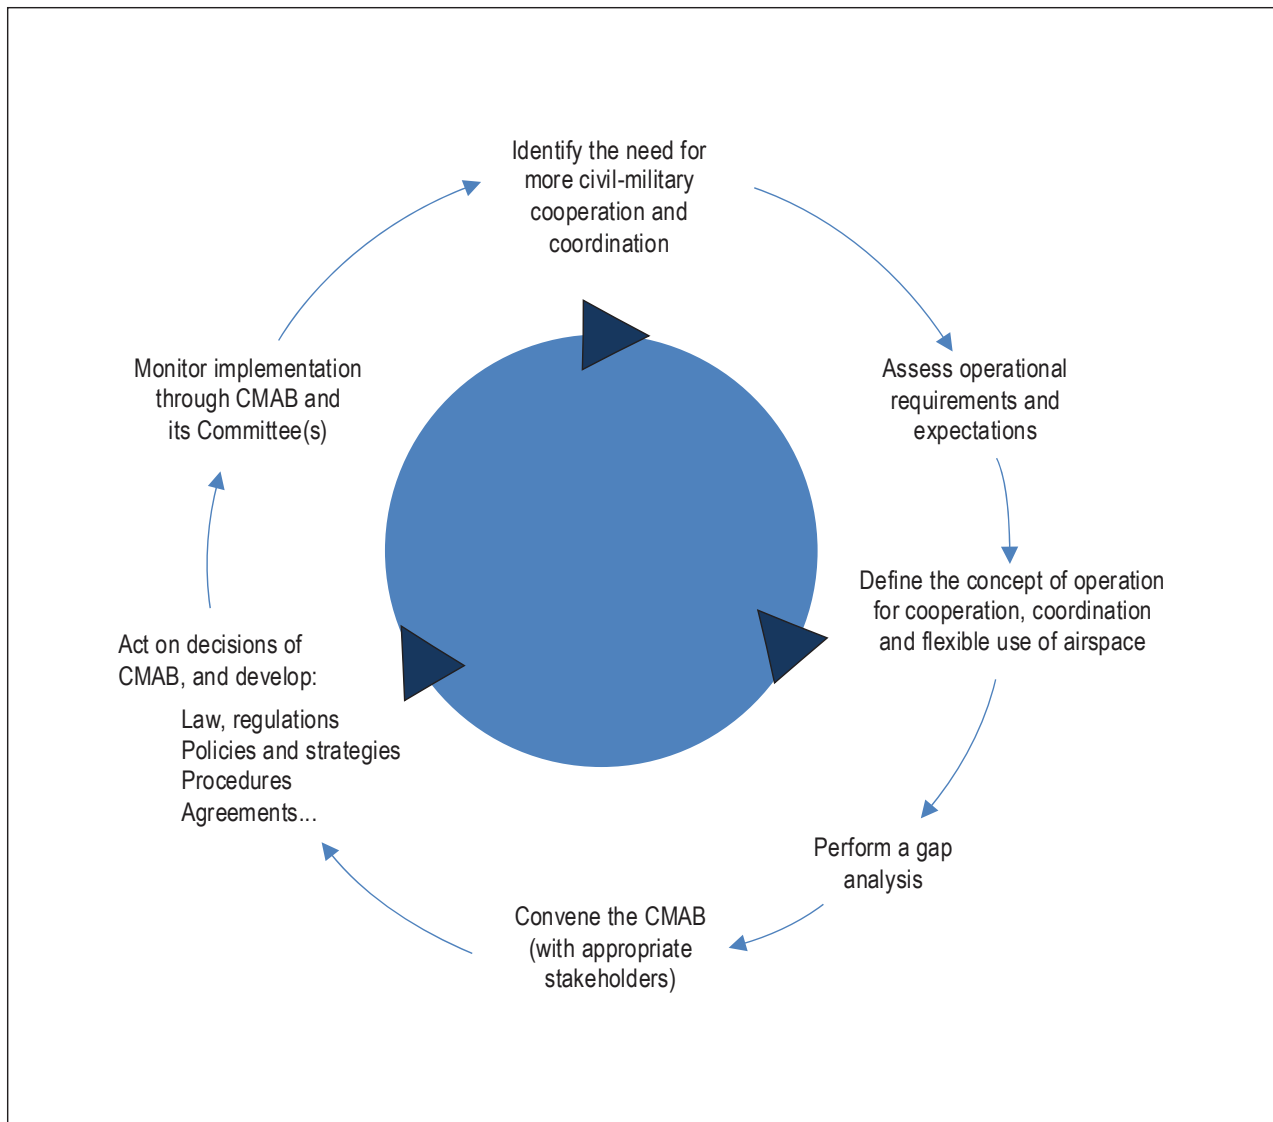 Identify the need for
more civil-military
cooperation and
coordination
Assess operational
requirements and
expectations
Define the concept of operation
for cooperation, coordination
and flexible use of airspace
Perform a gap
analysis
Convene the CMAB
(with appropriate
stakeholders)
Act on decisions of
CMAB, and develop:
Law, regulations
Policies and strategies
Procedures
Agreements...
Monitor implementation
through CMAB and
its Committee(s)